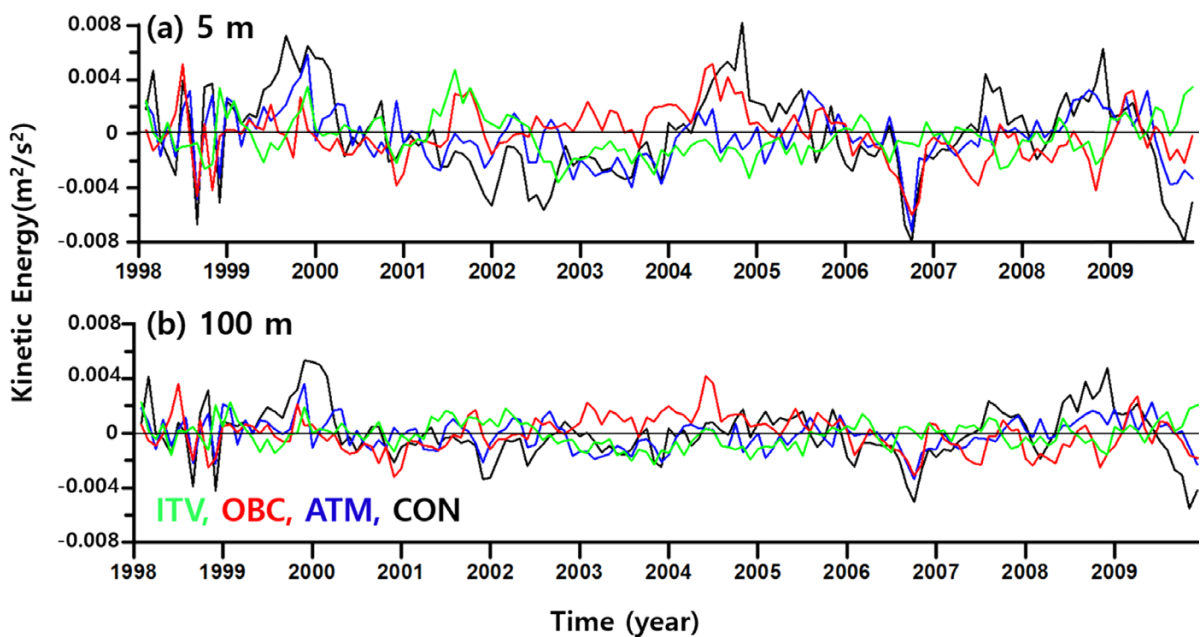 (a) 5 m
0.008
0.004
0
-0.004
-0.008
1998 1999 2000 2001 2002 2003 2004 2005 2006 2007 2008 2009
Kinetic Energy(m²/s²)
(b) 100 m
0.008
0.004
0
-0.004
-0.008
ITV, OBC, ATM, CON
1998 1999 2000 2001 2002 2003 2004 2005 2006 2007 2008 2009
Time (year)